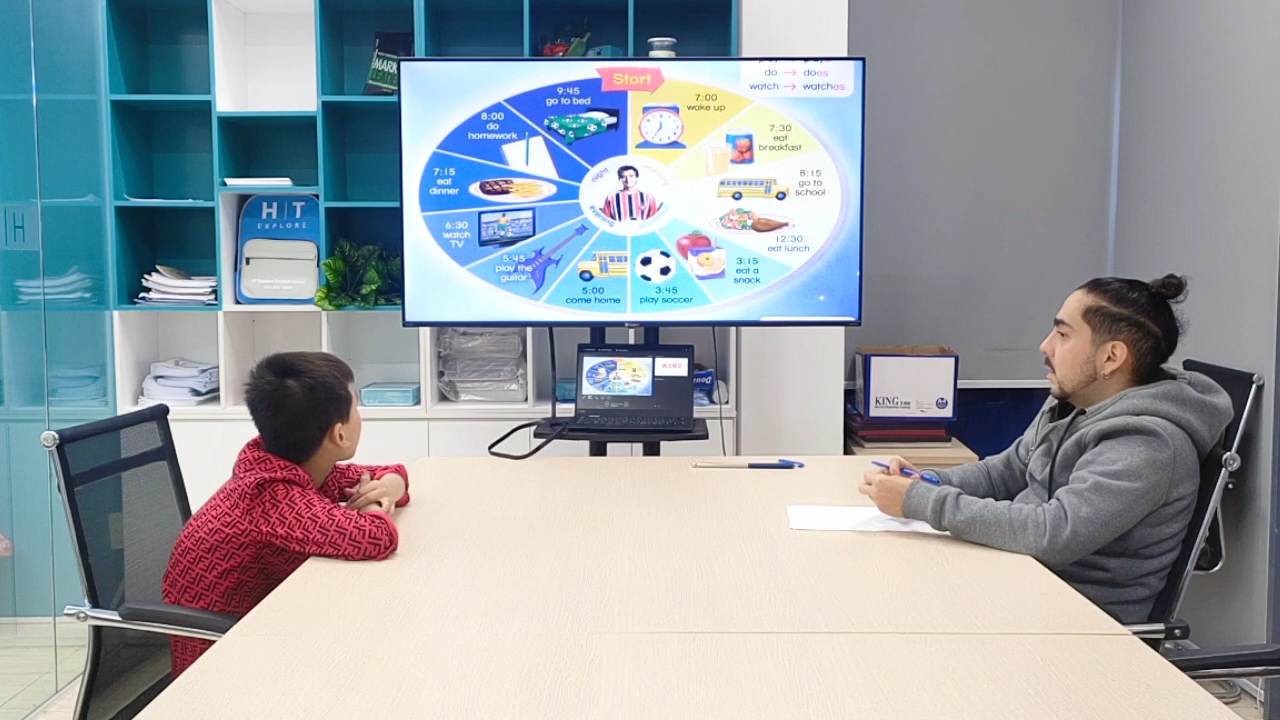 Start
do → does
watch → watches
7:00
wake up
7:30
eat
breakfast
8:15
go to
school
12:30
eat lunch
3:15
eat a
snack
3:45
play soccer
5:00
come home
5:45
play the
guitar
6:30
watch
TV
7:15
eat
dinner
8:00
do
homework
9:45
go to bed
night
H|T
EXPLORE
KING
Start